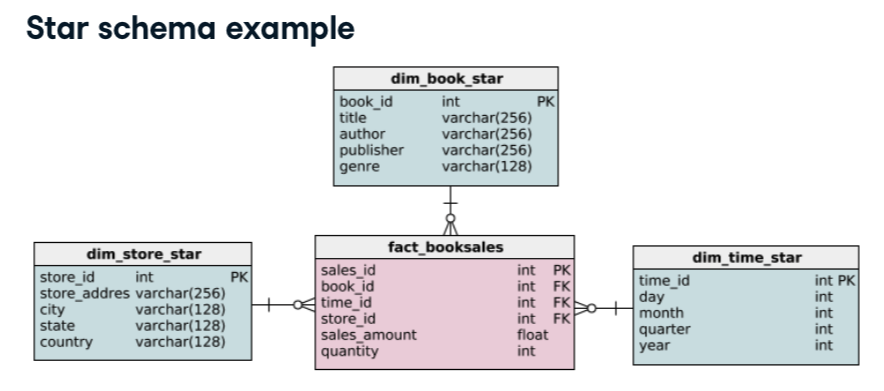 Star schema example
dim_book_star
book_id int PK
title varchar(256)
author varchar(256)
publisher varchar(256)
genre varchar(128)
dim_store_star
store_id int PK
store_addres varchar(256)
city varchar(128)
state varchar(128)
country varchar(128)
fact_booksales
sales_id int PK
book_id int FK
time_id int FK
store_id int FK
sales_amount float
quantity int
dim_time_star
time_id int PK
day int
month int
quarter int
year int